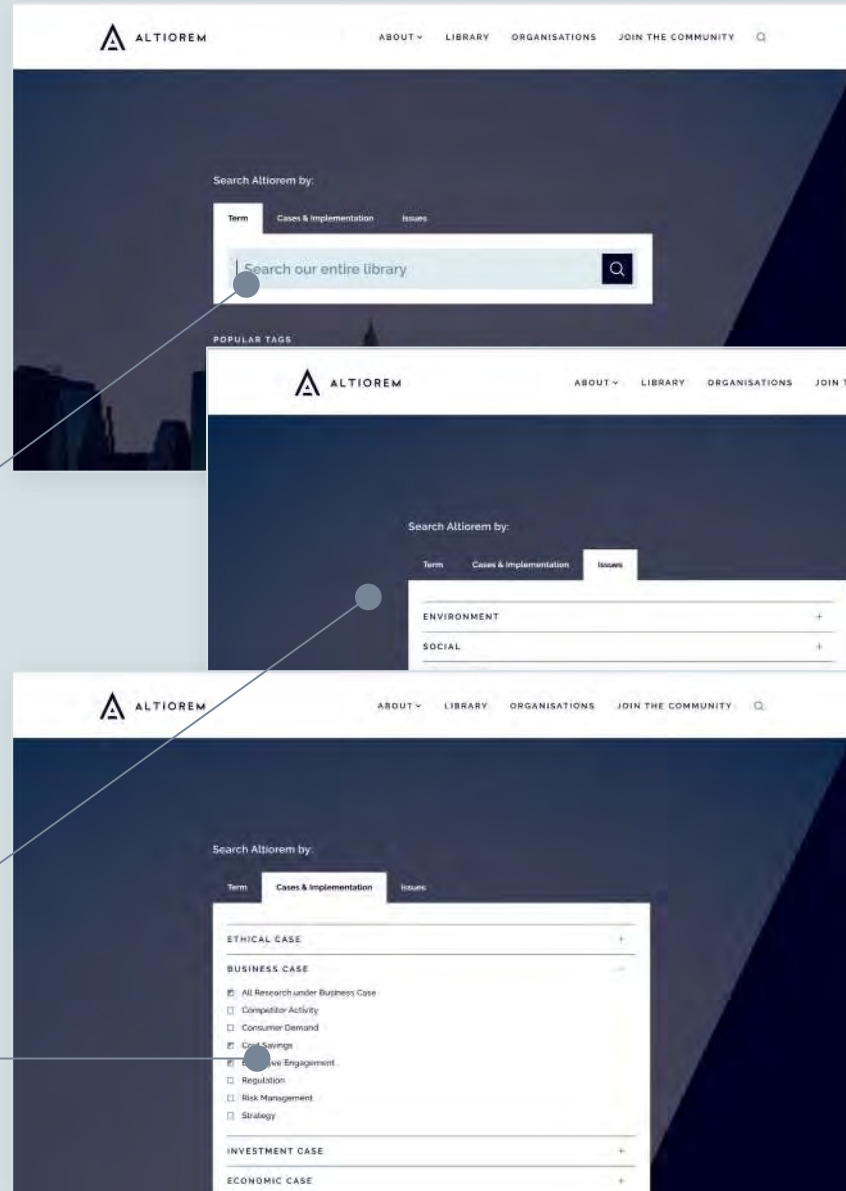 ALTIOREM
ABOUT LIBRARY ORGANISATIONS JOIN THE COMMUNITY
Search Altiorem by:
Term Cases & Implementation Issues
Search our entire library
POPULAR TAGS
ALTIOREM
ABOUT LIBRARY ORGANISATIONS JOIN
Search Altiorem by:
Term Cases & Implementation Issues
ENVIRONMENT +
SOCIAL +
ALTIOREM
ABOUT LIBRARY ORGANISATIONS JOIN THE COMMUNITY
Search Altiorem by:
Term Cases & Implementation Issues
ETHICAL CASE +
BUSINESS CASE
All Research under Business Case
Competitor Activity
Consumer Demand
Cost Savings
Engagement
Regulation
Risk Management
Strategy
INVESTMENT CASE +
ECONOMIC CASE +